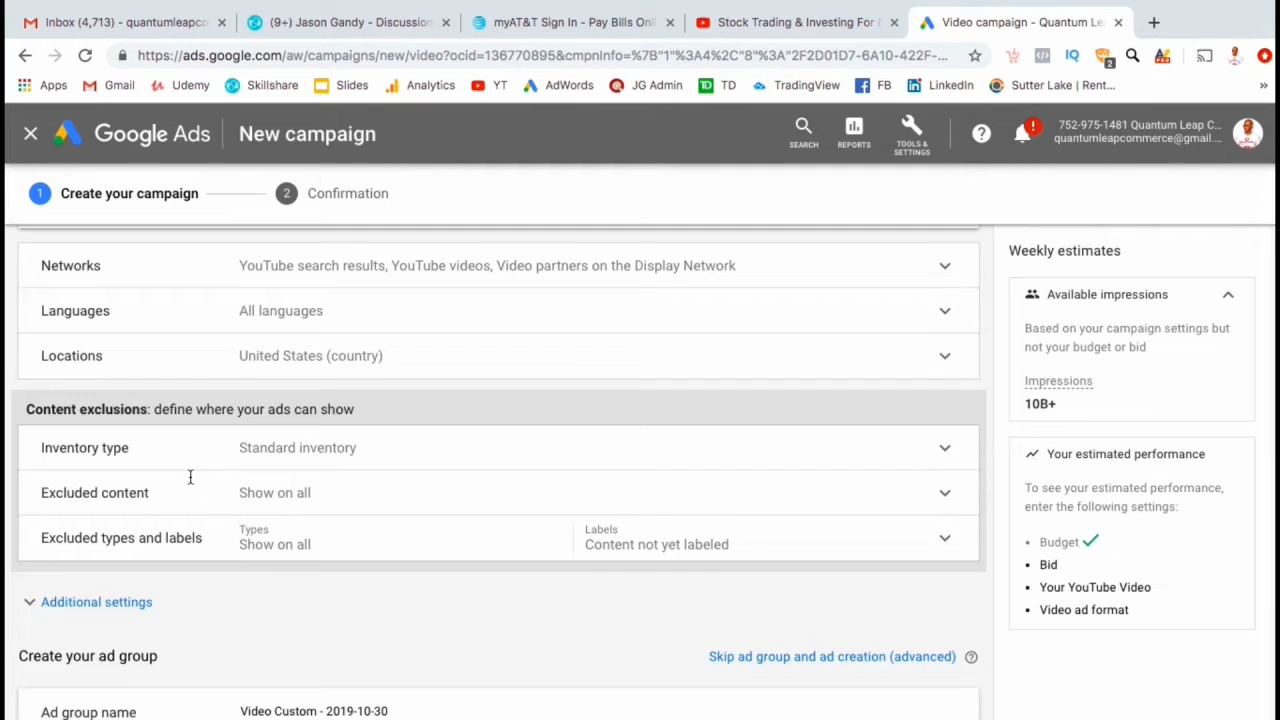 Inbox (4,713) - quantumleapco
(9+) Jason Gandy - Discussion
myAT&T Sign In - Pay Bills Onl
Stock Trading & Investing For B
Video campaign - Quantum Le
https://ads.google.com/aw/campaigns/new/video?ocid=136770895&cmpnInfo=%7B"1"%3A4%2C"8"%3A"2F2D01D7-6A10-422F-...
2
Apps
Gmail
Udemy
Skillshare
Slides
Analytics
YT
AdWords
JG Admin
TD
TradingView
FB
LinkedIn
Sutter Lake | Rent...
»
Google Ads
New campaign
SEARCH
REPORTS
TOOLS &
SETTINGS
752-975-1481 Quantum Leap C...
quantumleapcommerce@gmail....
1 Create your campaign
2 Confirmation
Networks
YouTube search results, YouTube videos, Video partners on the Display Network
Languages
All languages
Locations
United States (country)
Content exclusions: define where your ads can show
Inventory type
Standard inventory
Excluded content
Show on all
Excluded types and labels
Types
Show on all
Labels
Content not yet labeled
Additional settings
Create your ad group
Skip ad group and ad creation (advanced)
Ad group name
Video Custom - 2019-10-30
Weekly estimates
Available impressions
Based on your campaign settings but
not your budget or bid
Impressions
10B+
Your estimated performance
To see your estimated performance,
enter the following settings:
• Budget
• Bid
• Your YouTube Video
• Video ad format